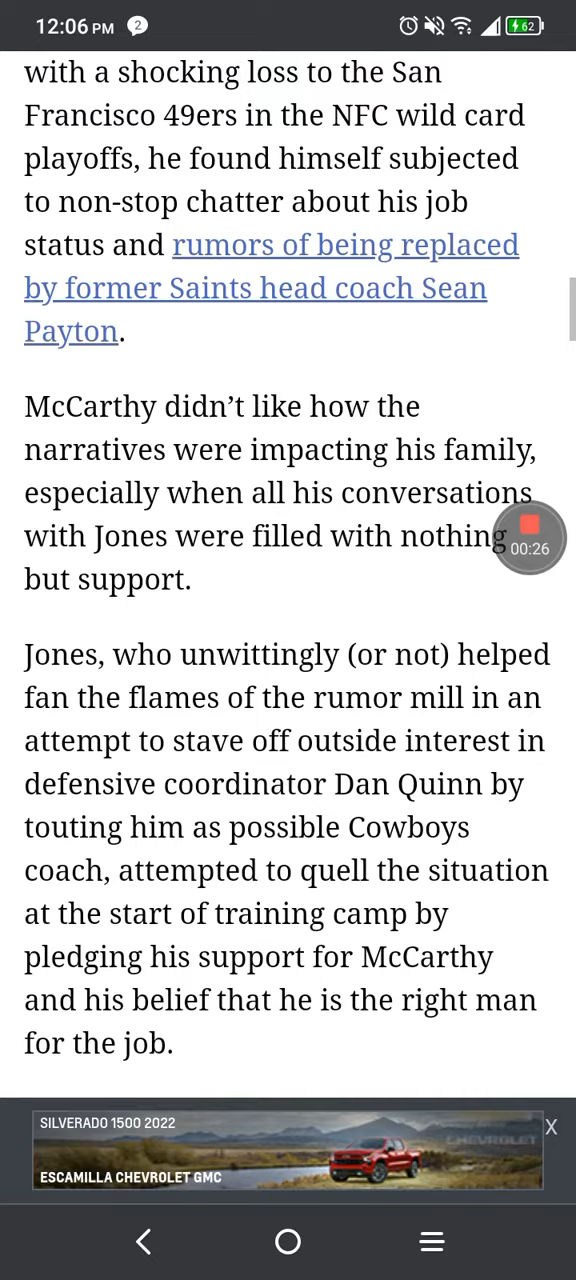 12:06 PM 2 62
with a shocking loss to the San
Francisco 49ers in the NFC wild card
playoffs, he found himself subjected
to non-stop chatter about his job
status and rumors of being replaced
by former Saints head coach Sean
Payton.
McCarthy didn’t like how the
narratives were impacting his family,
especially when all his conversations
with Jones were filled with nothing
00:26
but support.
Jones, who unwittingly (or not) helped
fan the flames of the rumor mill in an
attempt to stave off outside interest in
defensive coordinator Dan Quinn by
touting him as possible Cowboys
coach, attempted to quell the situation
at the start of training camp by
pledging his support for McCarthy
and his belief that he is the right man
for the job.
SILVERADO 1500 2022
X
CHEVROLET
ESCAMILLA CHEVROLET GMC